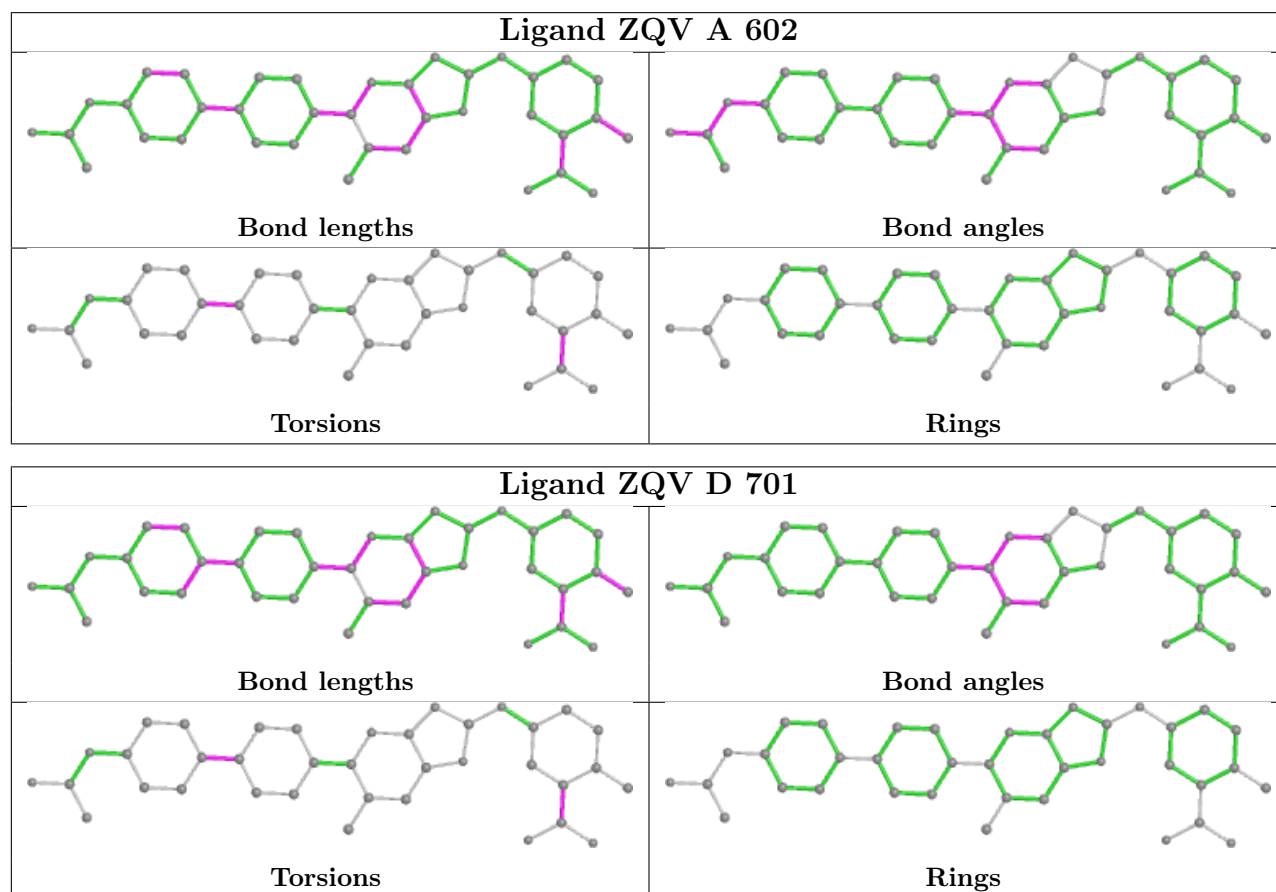 Ligand ZQV A 602
Bond lengths
Bond angles
Torsions
Rings
Ligand ZQV D 701
Bond lengths
Bond angles
Torsions
Rings